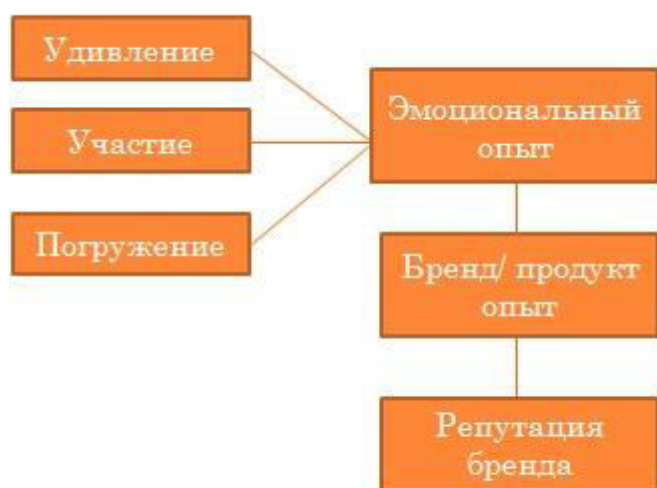 Удивление
Участие
Погружение
Эмоциональный
опыт
Бренд/ продукт
опыт
Репутация
бренда